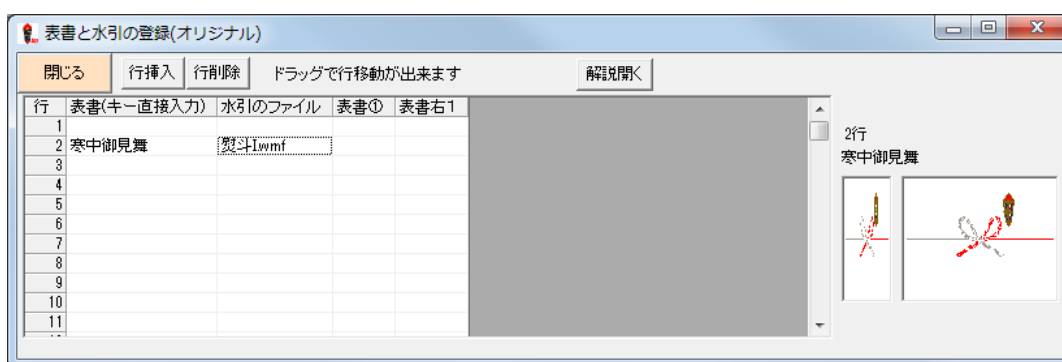 表書と水引の登録(オリジナル)
閉じる 行挿入 行削除 ドラッグで行移動が出来ます 解説開く
行 表書(キー直接入力) 水引のファイル 表書① 表書右1
1
2 寒中御見舞 熨斗I.wmf
3
4
5
6
7
8
9
10
11
2行
寒中御見舞